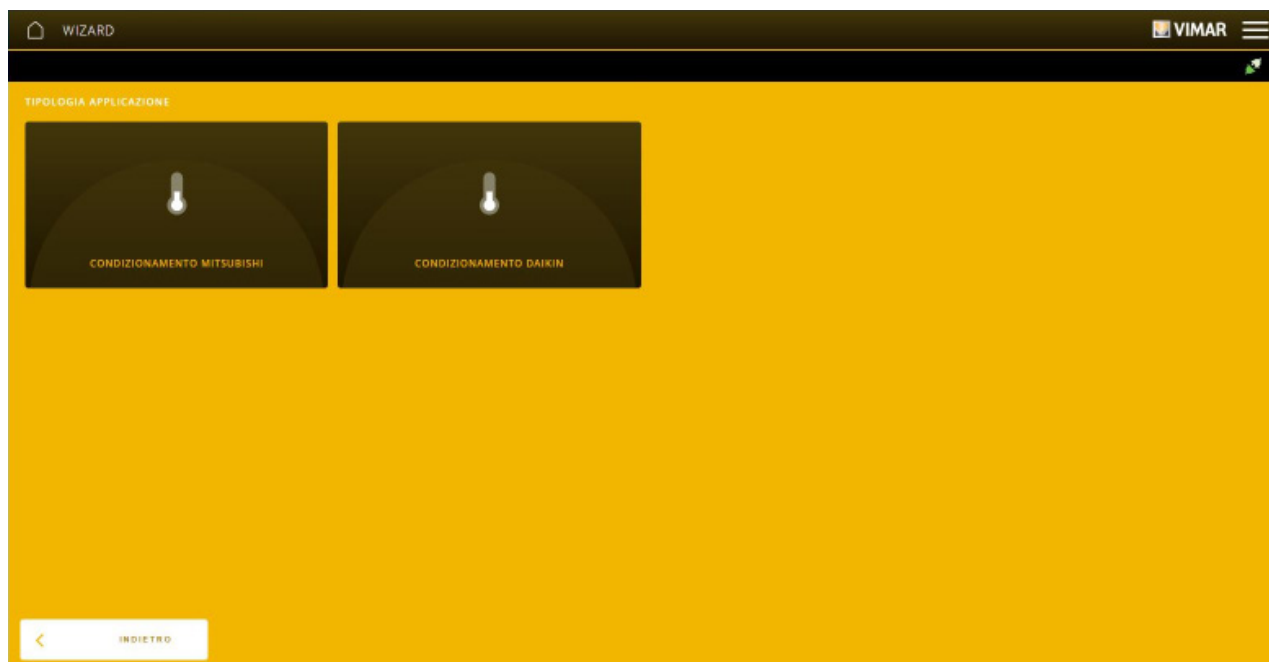 WIZARD
VIMAR
TIPOLOGIA APPLICAZIONE
CONDIZIONAMENTO MITSUBISHI
CONDIZIONAMENTO DAIKIN
INDIETRO